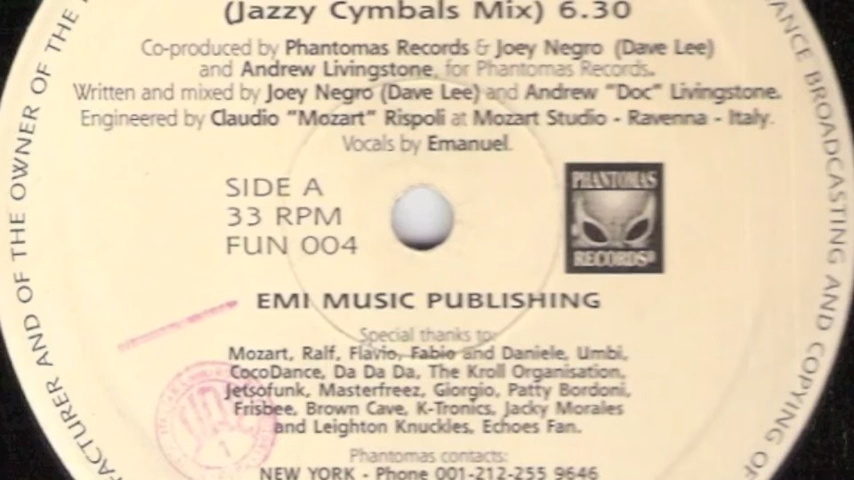 (Jazzy Cymbals Mix) 6.30
Co-produced by Phantomas Records & Joey Negro (Dave Lee)
and Andrew Livingstone, for Phantomas Records.
Written and mixed by Joey Negro (Dave Lee) and Andrew "Doc" Livingstone.
Engineered by Claudio "Mozart" Rispoli at Mozart Studio - Ravenna - Italy.
Vocals by Emanuel.
SIDE A
33 RPM
FUN 004
PHANTOMAS
RECORDS®
EMI MUSIC PUBLISHING
Special thanks to:
Mozart, Ralf, Flavio, Fabio and Daniele, Umbi,
CocoDance, Da Da Da, The Kroll Organisation,
Jetsofunk, Masterfreez, Giorgio, Patty Bordoni,
Frisbee, Brown Cave, K-Tronics, Jacky Morales
and Leighton Knuckles, Echoes Fan.
Phantomas contacts:
NEW YORK - Phone 001-212-255 9646
FACTURER AND OF THE OWNER OF THE
ANCE BROADCASTING AND COPYING OF